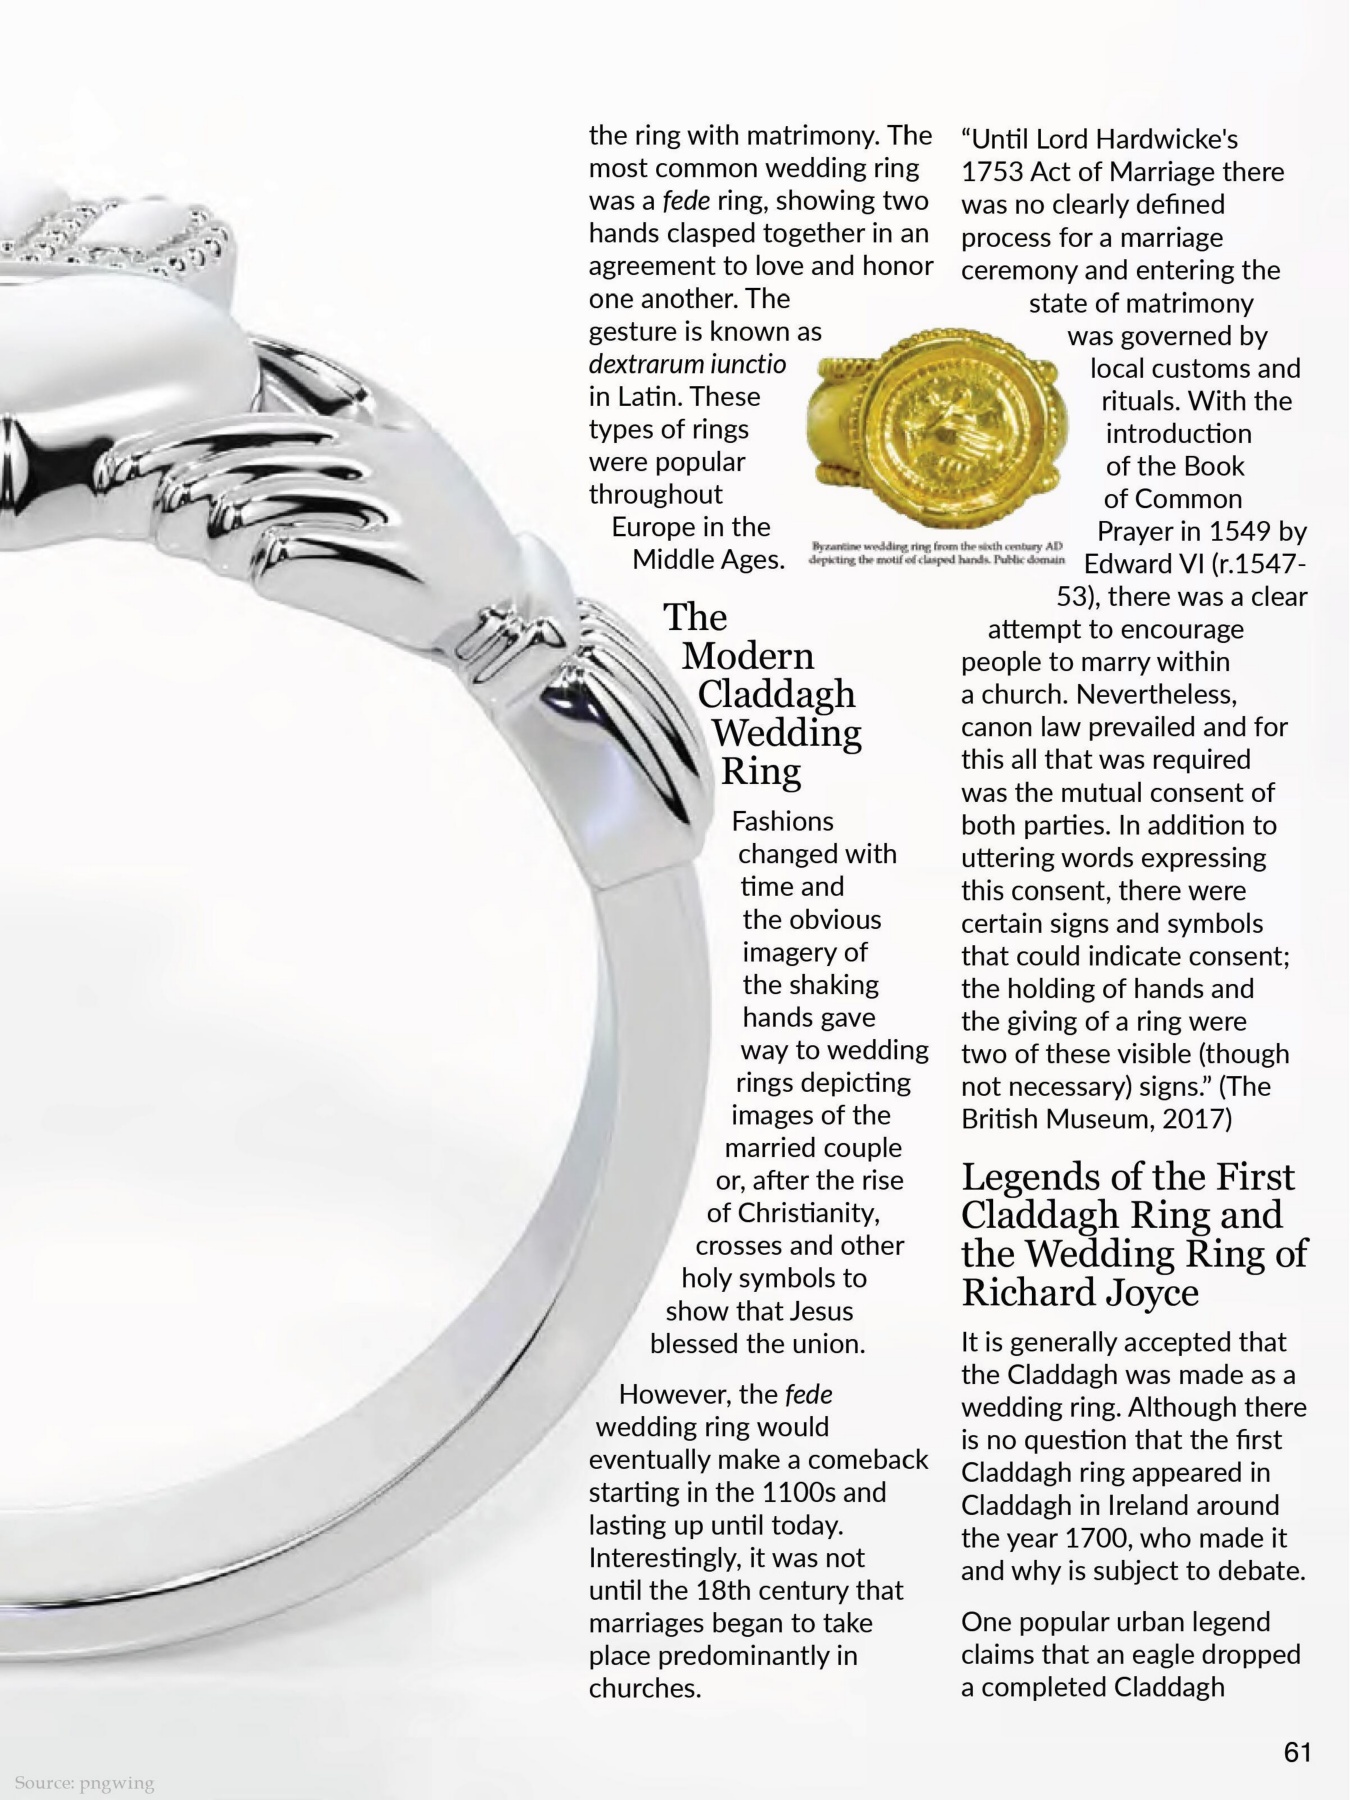 the ring with matrimony. The
most common wedding ring
was a fede ring, showing two
hands clasped together in an
agreement to love and honor
one another. The
gesture is known as
dextrarum iunctio
in Latin. These
types of rings
were popular
throughout
Europe in the
Middle Ages.
Byzantine wedding ring from the sixth century AD
depicting the motif of clasped hands. Public domain
The
Modern
Claddagh
Wedding
Ring
Fashions
changed with
time and
the obvious
imagery of
the shaking
hands gave
way to wedding
rings depicting
images of the
married couple
or, after the rise
of Christianity,
crosses and other
holy symbols to
show that Jesus
blessed the union.
However, the fede
wedding ring would
eventually make a comeback
starting in the 1100s and
lasting up until today.
Interestingly, it was not
until the 18th century that
marriages began to take
place predominantly in
churches.
“Until Lord Hardwicke's
1753 Act of Marriage there
was no clearly defined
process for a marriage
ceremony and entering the
state of matrimony
was governed by
local customs and
rituals. With the
introduction
of the Book
of Common
Prayer in 1549 by
Edward VI (r.1547-
53), there was a clear
attempt to encourage
people to marry within
a church. Nevertheless,
canon law prevailed and for
this all that was required
was the mutual consent of
both parties. In addition to
uttering words expressing
this consent, there were
certain signs and symbols
that could indicate consent;
the holding of hands and
the giving of a ring were
two of these visible (though
not necessary) signs.” (The
British Museum, 2017)
Legends of the First
Claddagh Ring and
the Wedding Ring of
Richard Joyce
It is generally accepted that
the Claddagh was made as a
wedding ring. Although there
is no question that the first
Claddagh ring appeared in
Claddagh in Ireland around
the year 1700, who made it
and why is subject to debate.
One popular urban legend
claims that an eagle dropped
a completed Claddagh
61
Source: pngwing